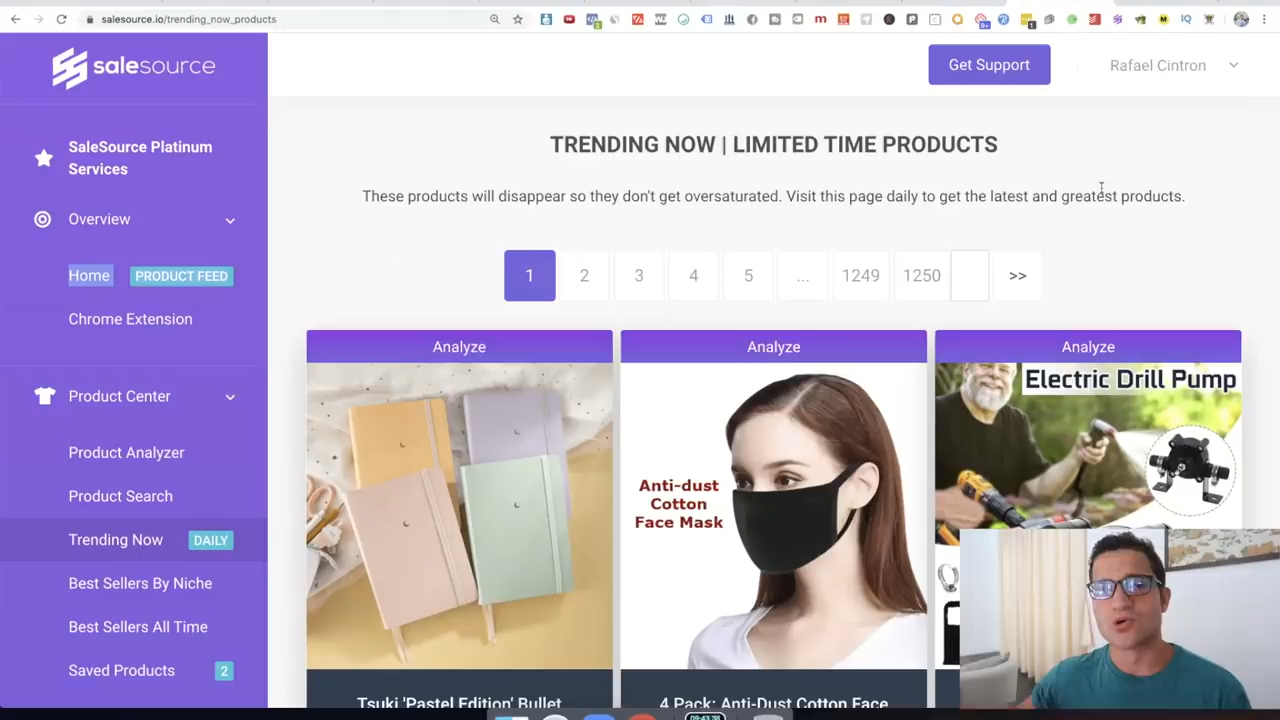 salesource.io/trending_now_products
salesource
Get Support
Rafael Cintron
SaleSource Platinum
Services
Overview
Home PRODUCT FEED
Chrome Extension
Product Center
Product Analyzer
Product Search
Trending Now DAILY
Best Sellers By Niche
Best Sellers All Time
Saved Products 2
TRENDING NOW | LIMITED TIME PRODUCTS
These products will disappear so they don't get oversaturated. Visit this page daily to get the latest and greatest products.
1 2 3 4 5 ... 1249 1250 >>
Analyze
Analyze
Analyze
Anti-dust
Cotton
Face Mask
Electric Drill Pump
Tsuki 'Pastel Edition' Bullet
4 Pack: Anti-Dust Cotton Face
09:43:38